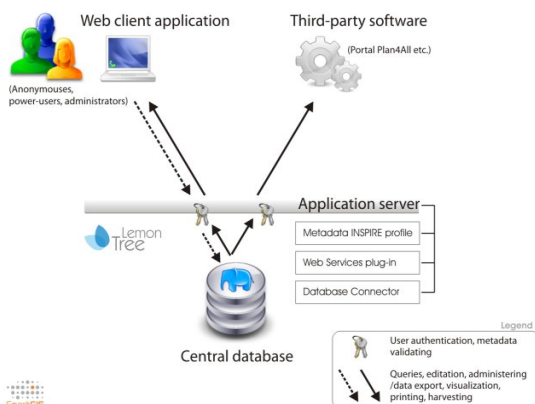 Web client application
Third-party software
(Portal Plan4All etc.)
(Anonymouses,
power-users, administrators)
Application server
Lemon
Tree
Metadata INSPIRE profile
Web Services plug-in
Database Connector
Central database
Legend
User authentication, metadata
validating
Queries, editation, administering
/data export, visualization,
printing, harvesting